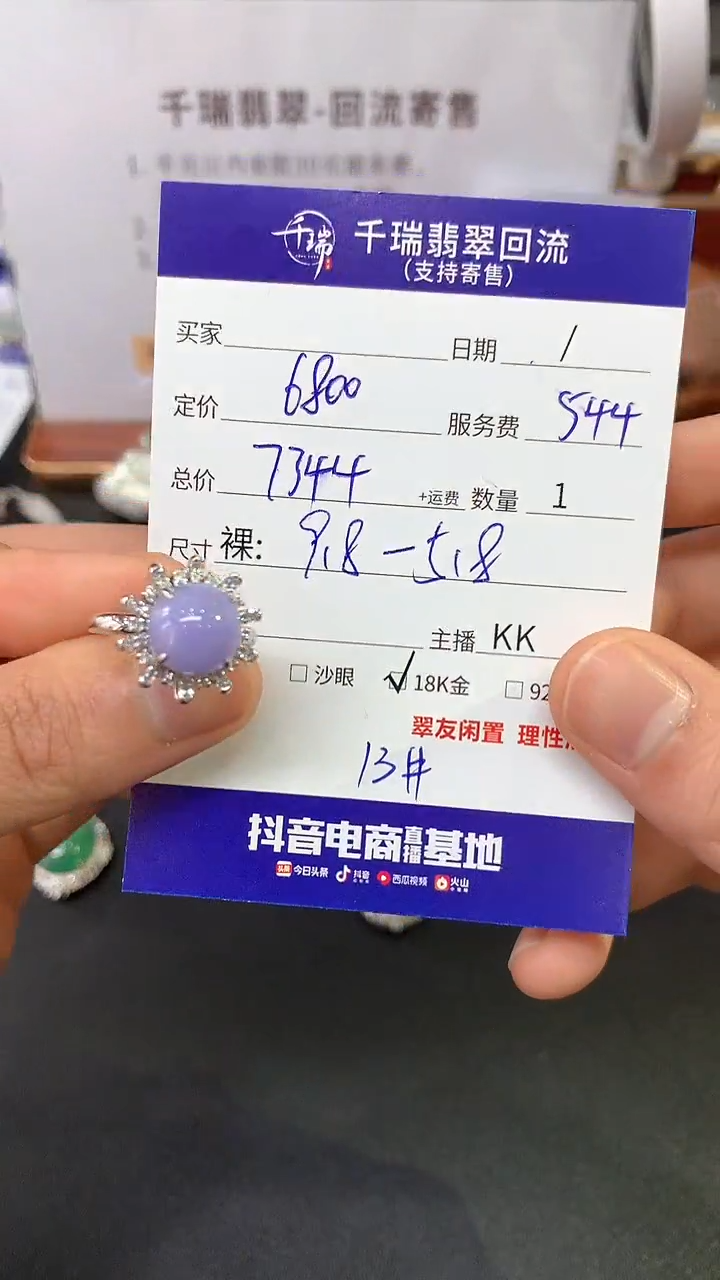 千瑞翡翠-回流寄售
千瑞 千瑞翡翠回流
(支持寄售)
买家 日期 /
定价 6800 服务费 544
总价 7344 +运费 数量 1
尺寸 裸: 9.8-5.8
主播 KK
□ 沙眼 ☑ 18K金 □ 92
翠友闲置 理性
13#
抖音电商直播基地
头条 今日头条 抖音 西瓜视频 火山